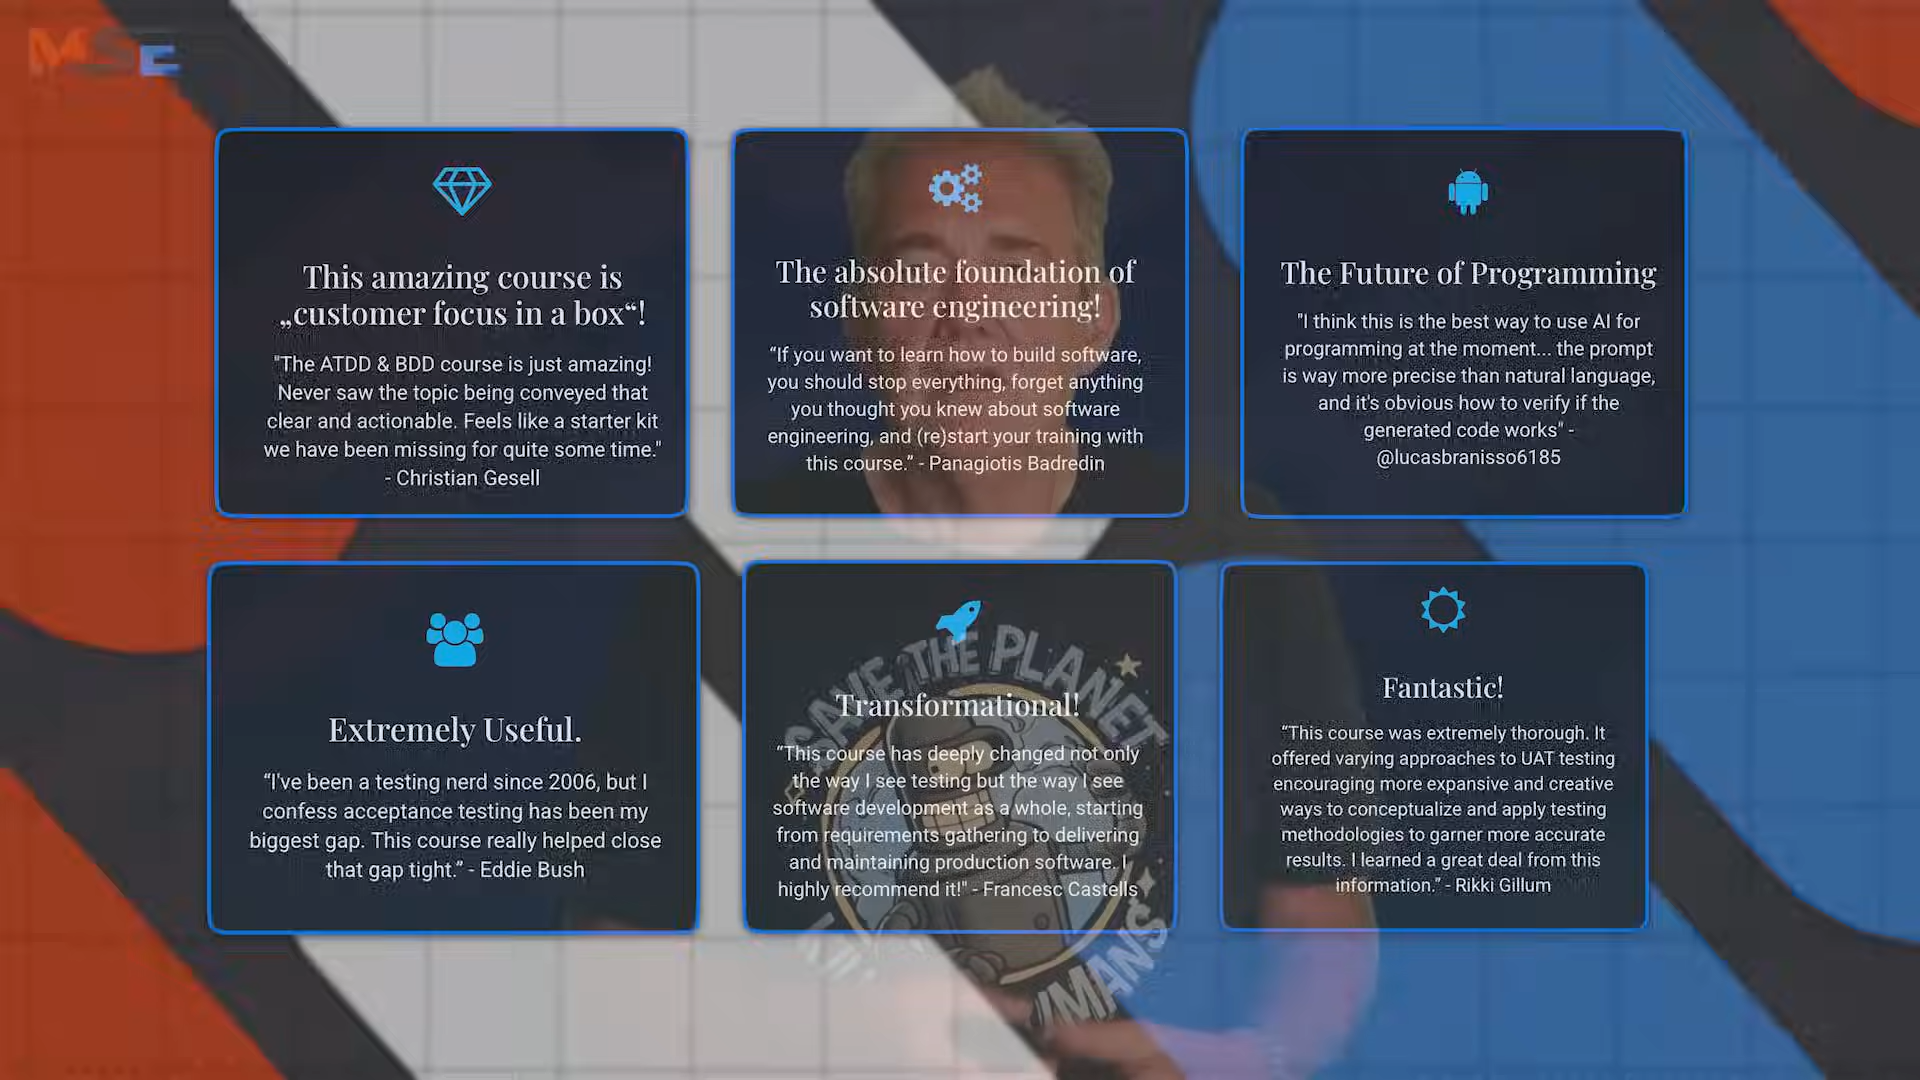 MSE
This amazing course is
„customer focus in a box“!
"The ATDD & BDD course is just amazing!
Never saw the topic being conveyed that
clear and actionable. Feels like a starter kit
we have been missing for quite some time."
- Christian Gesell
The absolute foundation of
software engineering!
“If you want to learn how to build software,
you should stop everything, forget anything
you thought you knew about software
engineering, and (re)start your training with
this course.” - Panagiotis Badredin
The Future of Programming
"I think this is the best way to use AI for
programming at the moment... the prompt
is way more precise than natural language,
and it's obvious how to verify if the
generated code works" -
@lucasbranisso6185
Extremely Useful.
“I've been a testing nerd since 2006, but I
confess acceptance testing has been my
biggest gap. This course really helped close
that gap tight.” - Eddie Bush
SAVE THE PLANET
Transformational!
“This course has deeply changed not only
the way I see testing but the way I see
software development as a whole, starting
from requirements gathering to delivering
and maintaining production software. I
highly recommend it!" - Francesc Castells
Fantastic!
“This course was extremely thorough. It
offered varying approaches to UAT testing
encouraging more expansive and creative
ways to conceptualize and apply testing
methodologies to garner more accurate
results. I learned a great deal from this
information.” - Rikki Gillum